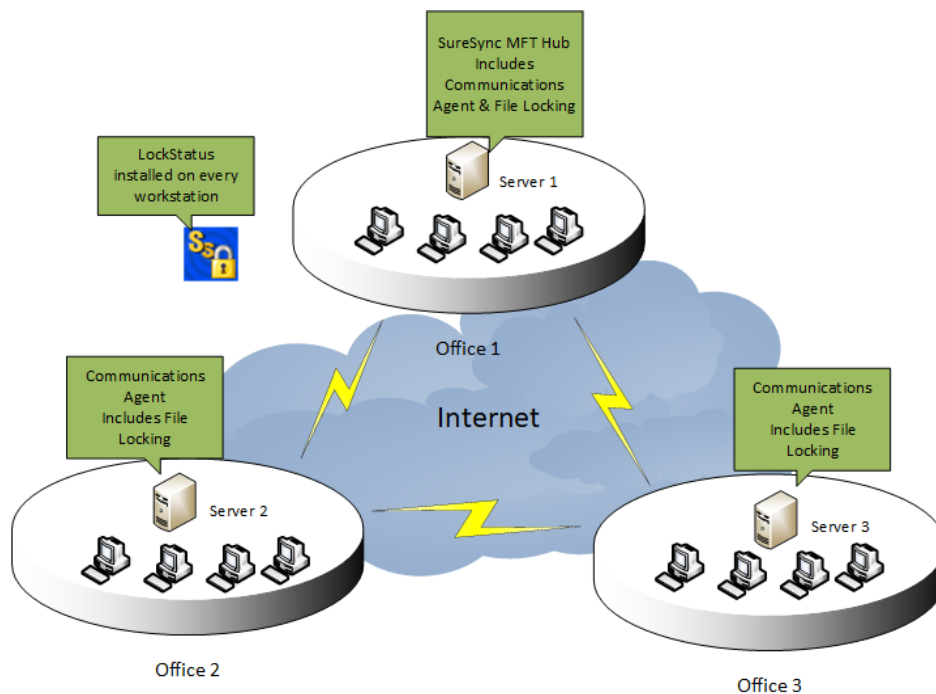 SureSync MFT Hub
Includes
Communications
Agent & File Locking
LockStatus
installed on every
workstation
Server 1
Ss
Office 1
Communications
Agent
Includes File
Locking
Communications
Agent
Includes File
Locking
Internet
Server 2
Server 3
Office 2
Office 3